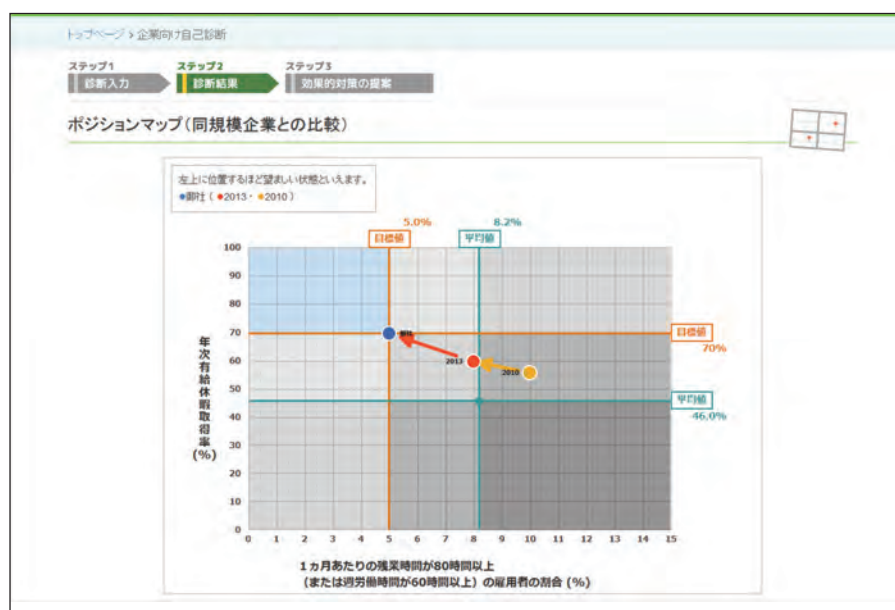 トップページ > 企業向け自己診断
ステップ1
診断入力
ステップ2
診断結果
ステップ3
効果的対策の提案
ポジションマップ(同規模企業との比較)
左上に位置するほど望ましい状態といえます。
●御社 ( ●2013・ ●2010 )
5.0%
8.2%
目標値
平均値
100
90
80
70
60
50
40
30
20
10
0
年次有給休暇取得率(%)
御社
2013
2010
目標値
70%
平均値
46.0%
0 1 2 3 4 5 6 7 8 9 10 11 12 13 14 15
1ヵ月あたりの残業時間が80時間以上
(または週労働時間が60時間以上) の雇用者の割合 (%)